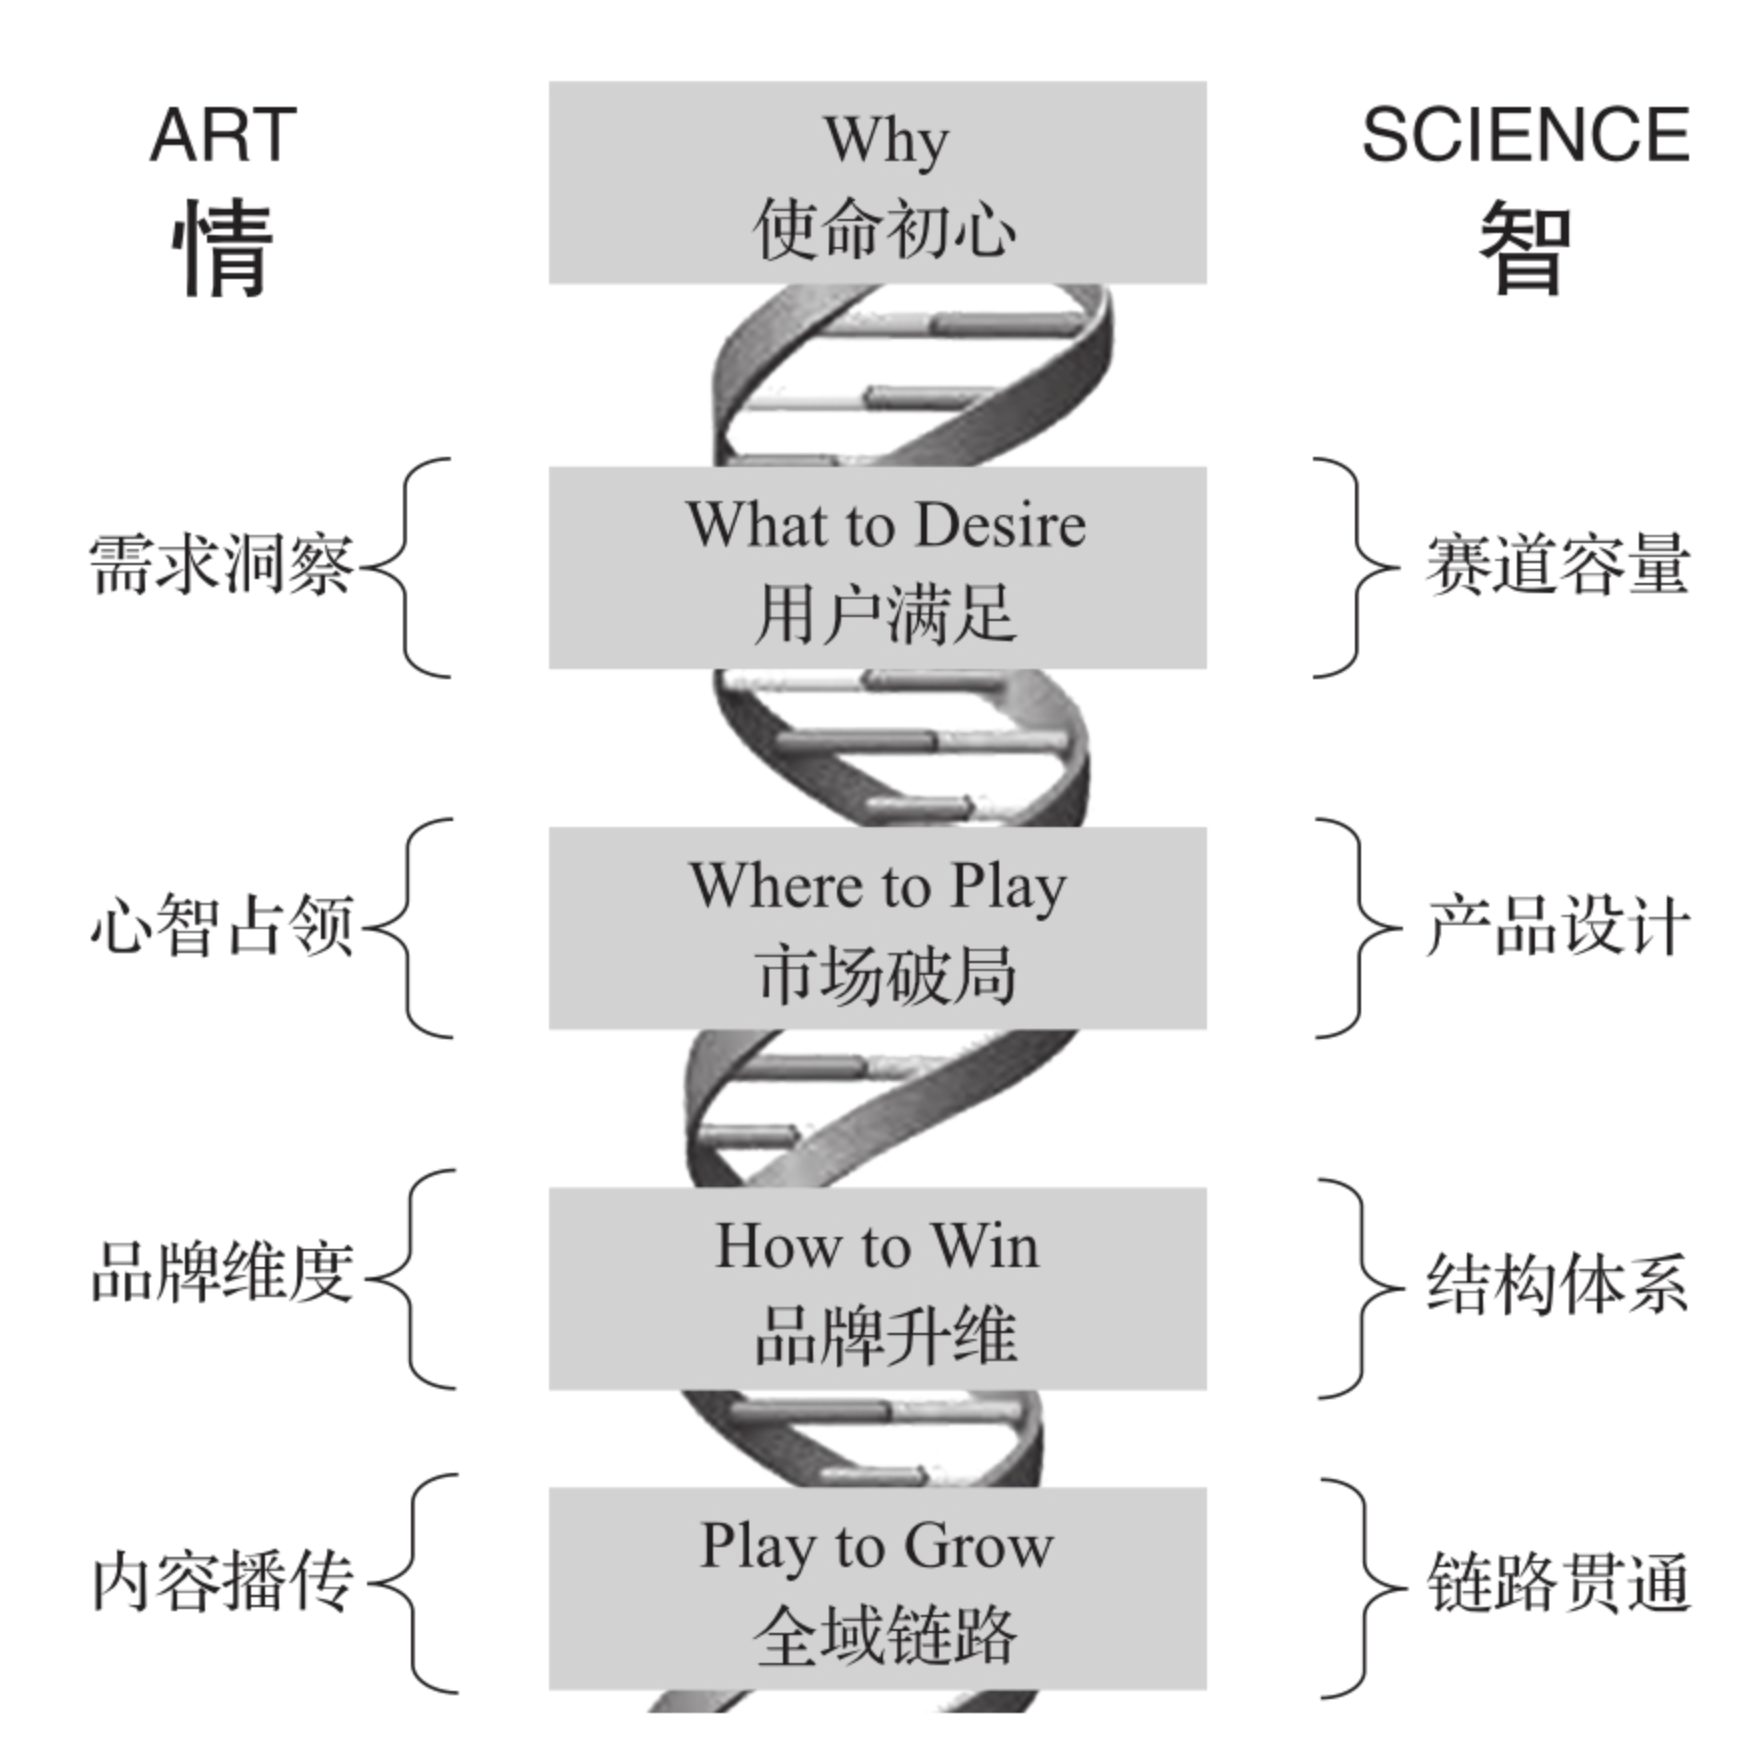 ART
情
Why
使命初心
SCIENCE
智
需求洞察
What to Desire
用户满足
赛道容量
心智占领
Where to Play
市场破局
产品设计
品牌维度
How to Win
品牌升维
结构体系
内容播传
Play to Grow
全域链路
链路贯通